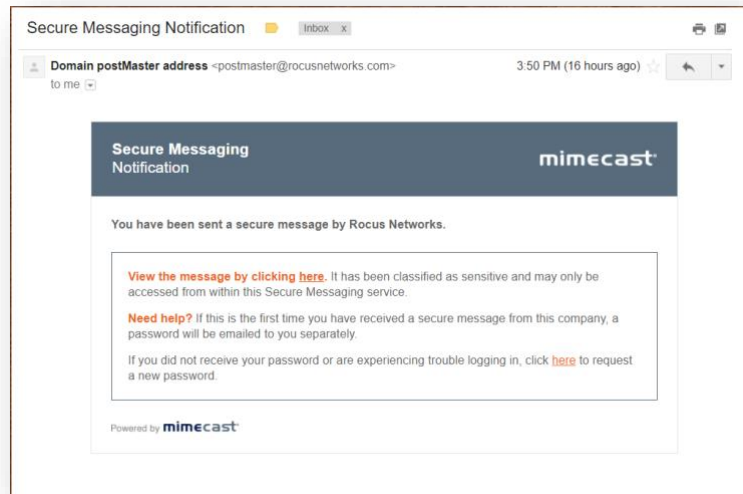 Secure Messaging Notification
Inbox x
Domain postMaster address <postmaster@rocusnetworks.com>
3:50 PM (16 hours ago)
to me
Secure Messaging
Notification
mimecast
You have been sent a secure message by Rocus Networks.
View the message by clicking here. It has been classified as sensitive and may only be
accessed from within this Secure Messaging service.
Need help? If this is the first time you have received a secure message from this company, a
password will be emailed to you separately.
If you did not receive your password or are experiencing trouble logging in, click here to request
a new password.
Powered by mimecast